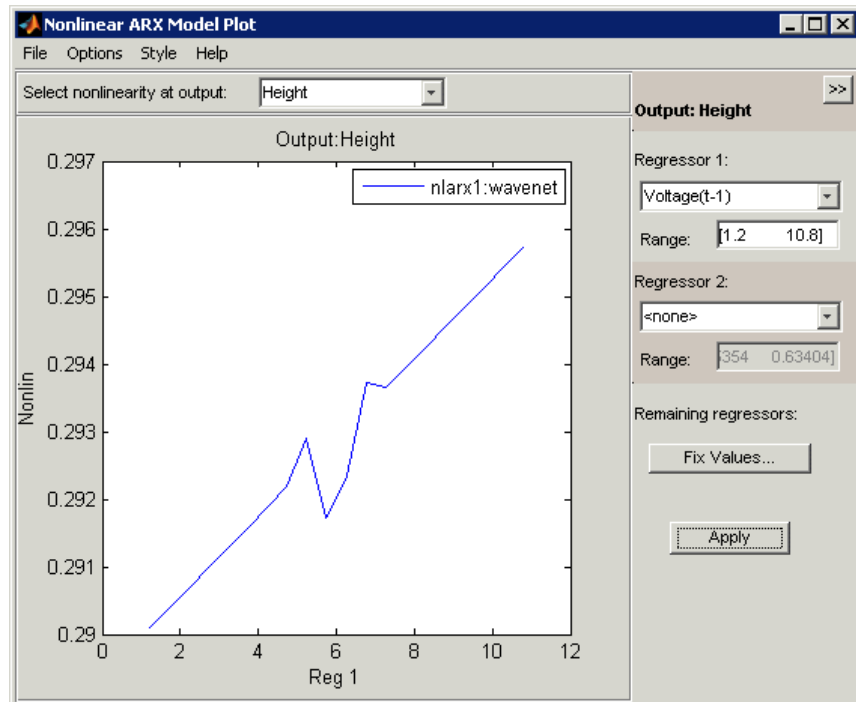 Nonlinear ARX Model Plot
File Options Style Help
Select nonlinearity at output: Height
>>
Output: Height
Output:Height
nlarx1:wavenet
0.297
0.296
0.295
0.294
0.293
0.292
0.291
0.29
Nonlin
0 2 4 6 8 10 12
Reg 1
Regressor 1:
Voltage(t-1)
Range: [1.2 10.8]
Regressor 2:
<none>
Range: 354 0.63404]
Remaining regressors:
Fix Values...
Apply